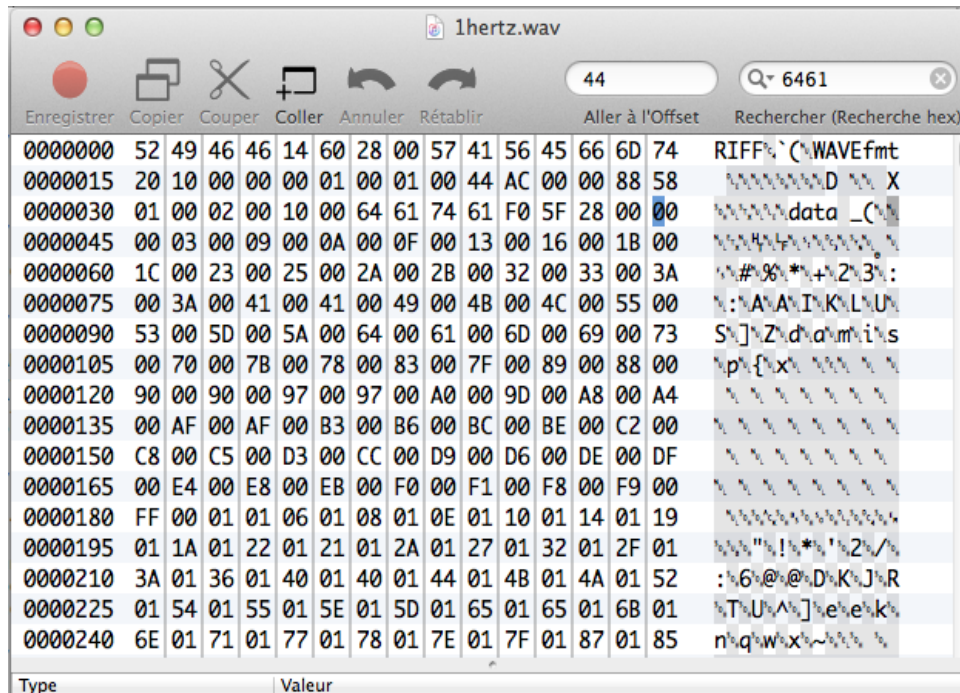 1hertz.wav
44
6461
Enregistrer Copier Couper Coller Annuler Rétablir Aller à l'Offset Rechercher (Recherche hex)
0000000 52 49 46 46 14 60 28 00 57 41 56 45 66 6D 74 RIFF `( WAVEfmt
0000015 20 10 00 00 00 01 00 01 00 44 AC 00 00 88 58 D X
0000030 01 00 02 00 10 00 64 61 74 61 F0 5F 28 00 00 data _(
0000045 00 03 00 09 00 0A 00 0F 00 13 00 16 00 1B 00
0000060 1C 00 23 00 25 00 2A 00 2B 00 32 00 33 00 3A # % * + 2 3 :
0000075 00 3A 00 41 00 41 00 49 00 4B 00 4C 00 55 00 : A A I K L U
0000090 53 00 5D 00 5A 00 64 00 61 00 6D 00 69 00 73 S ] Z d a m i s
0000105 00 70 00 7B 00 78 00 83 00 7F 00 89 00 88 00 p { x
0000120 90 00 90 00 97 00 97 00 A0 00 9D 00 A8 00 A4
0000135 00 AF 00 AF 00 B3 00 B6 00 BC 00 BE 00 C2 00
0000150 C8 00 C5 00 D3 00 CC 00 D9 00 D6 00 DE 00 DF
0000165 00 E4 00 E8 00 EB 00 F0 00 F1 00 F8 00 F9 00
0000180 FF 00 01 01 06 01 08 01 0E 01 10 01 14 01 19
0000195 01 1A 01 22 01 21 01 2A 01 27 01 32 01 2F 01 " ! * ' 2 /
0000210 3A 01 36 01 40 01 40 01 44 01 4B 01 4A 01 52 : 6 @ @ D K J R
0000225 01 54 01 55 01 5E 01 5D 01 65 01 65 01 6B 01 T U ^ ] e e k
0000240 6E 01 71 01 77 01 78 01 7E 01 7F 01 87 01 85 n q w x ~
Type Valeur